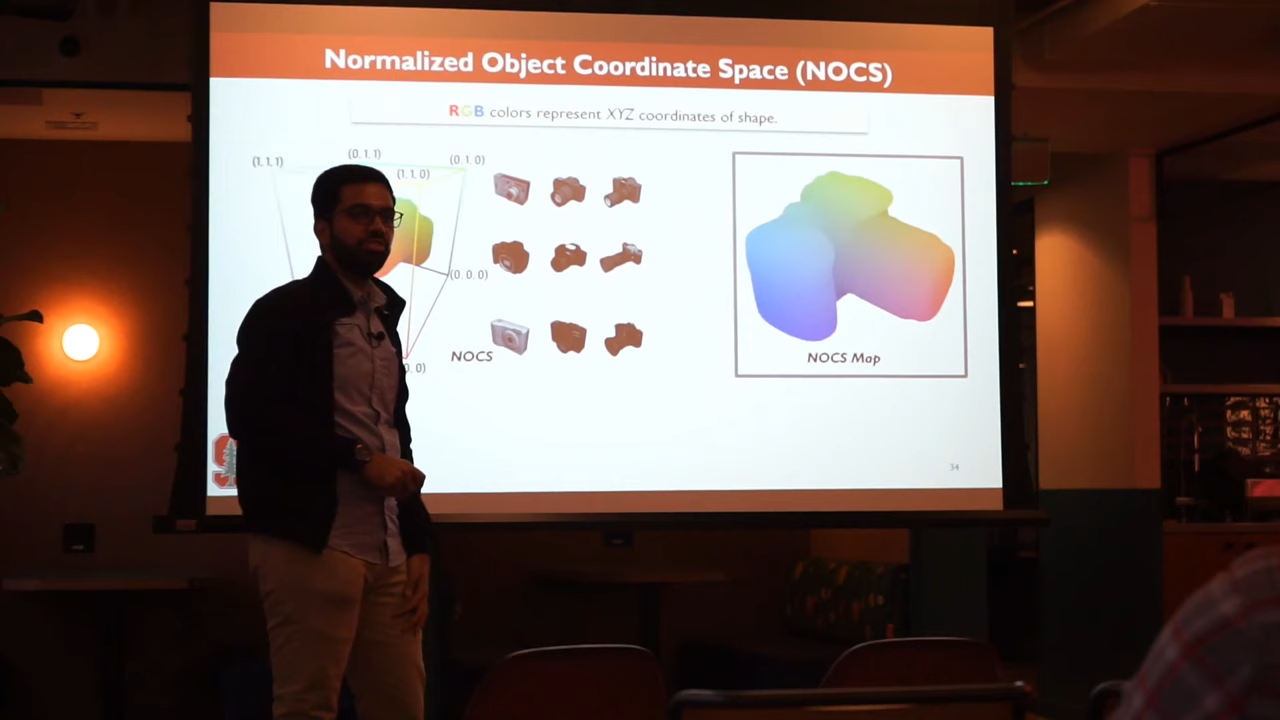 Normalized Object Coordinate Space (NOCS)
RGB colors represent XYZ coordinates of shape.
(1, 1, 1)
(0, 1, 1)
(0, 1, 0)
(1, 1, 0)
(0, 0, 0)
NOCS
0, 0)
NOCS Map
34